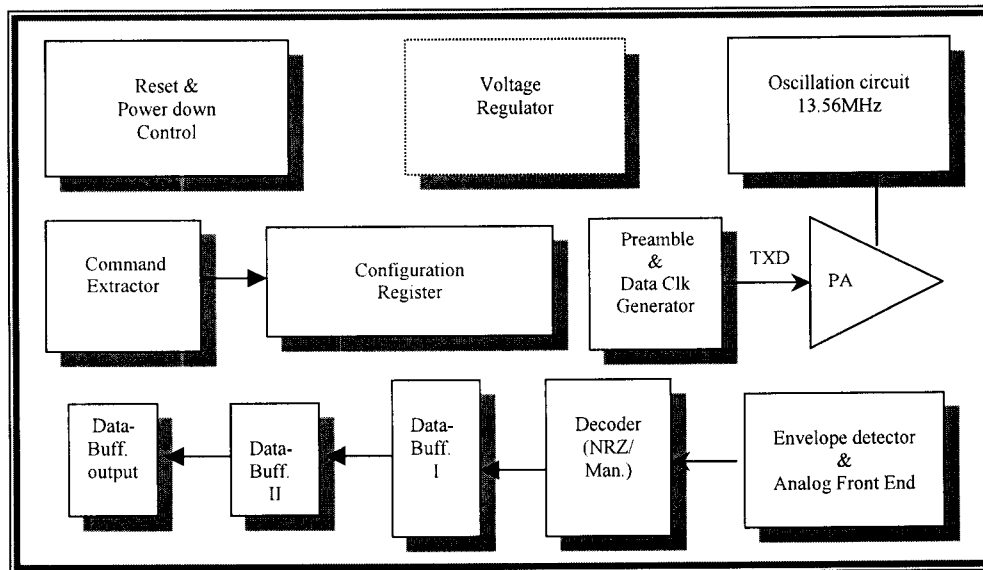 Reset &
Power down
Control
Voltage
Regulator
Oscillation circuit
13.56MHz
Command
Extractor
Configuration
Register
Preamble
&
Data Clk
Generator
TXD
PA
Data-
Buff.
output
Data-
Buff.
II
Data-
Buff.
I
Decoder
(NRZ/
Man.)
Envelope detector
&
Analog Front End